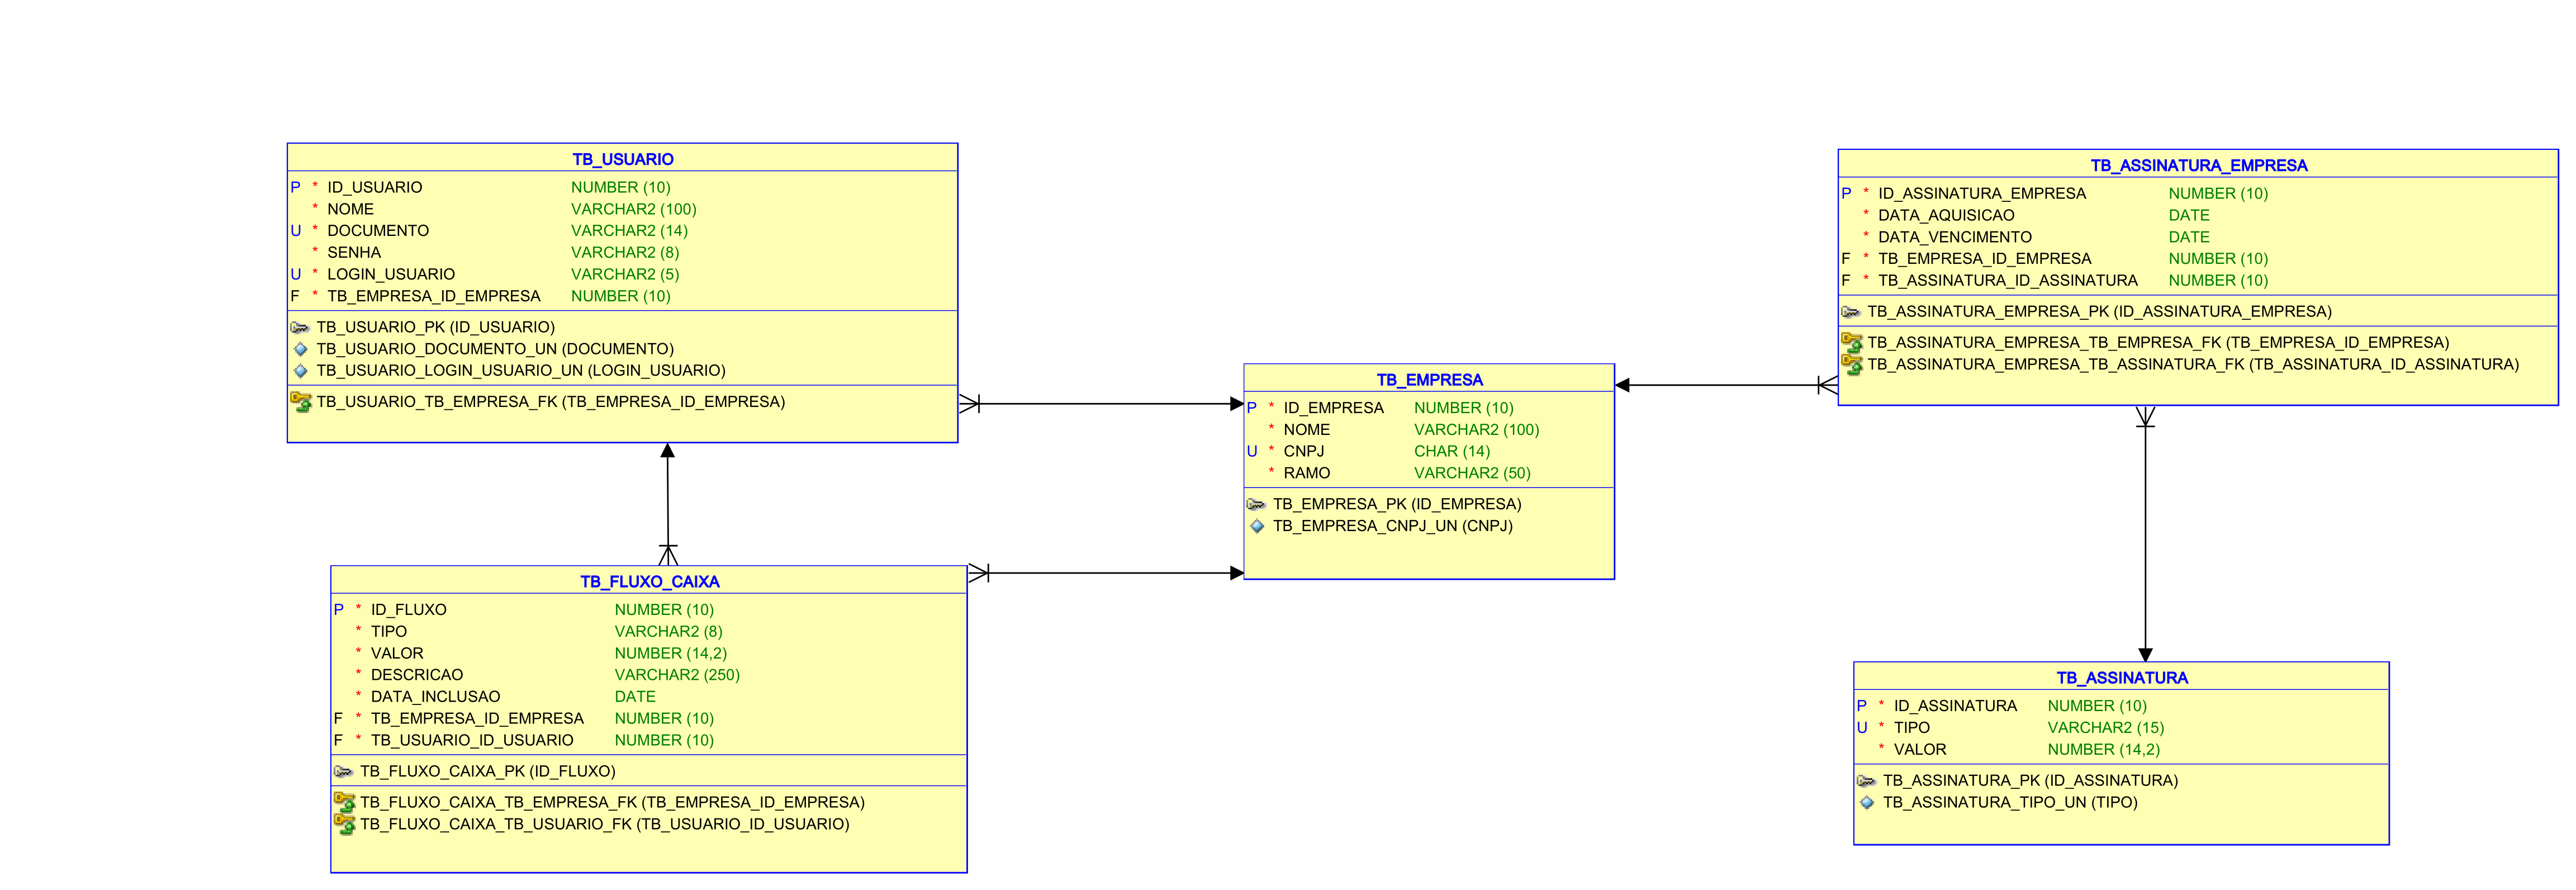 TB_USUARIO
P * ID_USUARIO NUMBER (10)
* NOME VARCHAR2 (100)
U * DOCUMENTO VARCHAR2 (14)
* SENHA VARCHAR2 (8)
U * LOGIN_USUARIO VARCHAR2 (5)
F * TB_EMPRESA_ID_EMPRESA NUMBER (10)
TB_USUARIO_PK (ID_USUARIO)
TB_USUARIO_DOCUMENTO_UN (DOCUMENTO)
TB_USUARIO_LOGIN_USUARIO_UN (LOGIN_USUARIO)
TB_USUARIO_TB_EMPRESA_FK (TB_EMPRESA_ID_EMPRESA)
TB_FLUXO_CAIXA
P * ID_FLUXO NUMBER (10)
* TIPO VARCHAR2 (8)
* VALOR NUMBER (14,2)
* DESCRICAO VARCHAR2 (250)
* DATA_INCLUSAO DATE
F * TB_EMPRESA_ID_EMPRESA NUMBER (10)
F * TB_USUARIO_ID_USUARIO NUMBER (10)
TB_FLUXO_CAIXA_PK (ID_FLUXO)
TB_FLUXO_CAIXA_TB_EMPRESA_FK (TB_EMPRESA_ID_EMPRESA)
TB_FLUXO_CAIXA_TB_USUARIO_FK (TB_USUARIO_ID_USUARIO)
TB_EMPRESA
P * ID_EMPRESA NUMBER (10)
* NOME VARCHAR2 (100)
U * CNPJ CHAR (14)
* RAMO VARCHAR2 (50)
TB_EMPRESA_PK (ID_EMPRESA)
TB_EMPRESA_CNPJ_UN (CNPJ)
TB_ASSINATURA_EMPRESA
P * ID_ASSINATURA_EMPRESA NUMBER (10)
* DATA_AQUISICAO DATE
* DATA_VENCIMENTO DATE
F * TB_EMPRESA_ID_EMPRESA NUMBER (10)
F * TB_ASSINATURA_ID_ASSINATURA NUMBER (10)
TB_ASSINATURA_EMPRESA_PK (ID_ASSINATURA_EMPRESA)
TB_ASSINATURA_EMPRESA_TB_EMPRESA_FK (TB_EMPRESA_ID_EMPRESA)
TB_ASSINATURA_EMPRESA_TB_ASSINATURA_FK (TB_ASSINATURA_ID_ASSINATURA)
TB_ASSINATURA
P * ID_ASSINATURA NUMBER (10)
U * TIPO VARCHAR2 (15)
* VALOR NUMBER (14,2)
TB_ASSINATURA_PK (ID_ASSINATURA)
TB_ASSINATURA_TIPO_UN (TIPO)